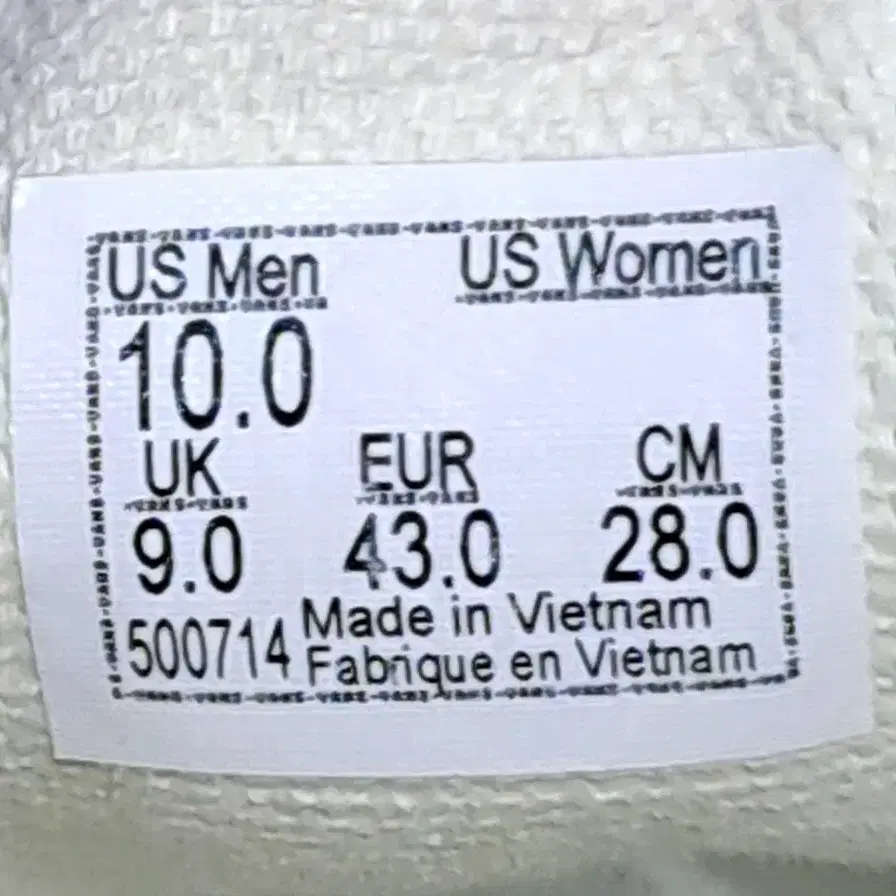 US Men US Women
10.0
UK EUR CM
9.0 43.0 28.0
500714 Made in Vietnam
Fabrique en Vietnam